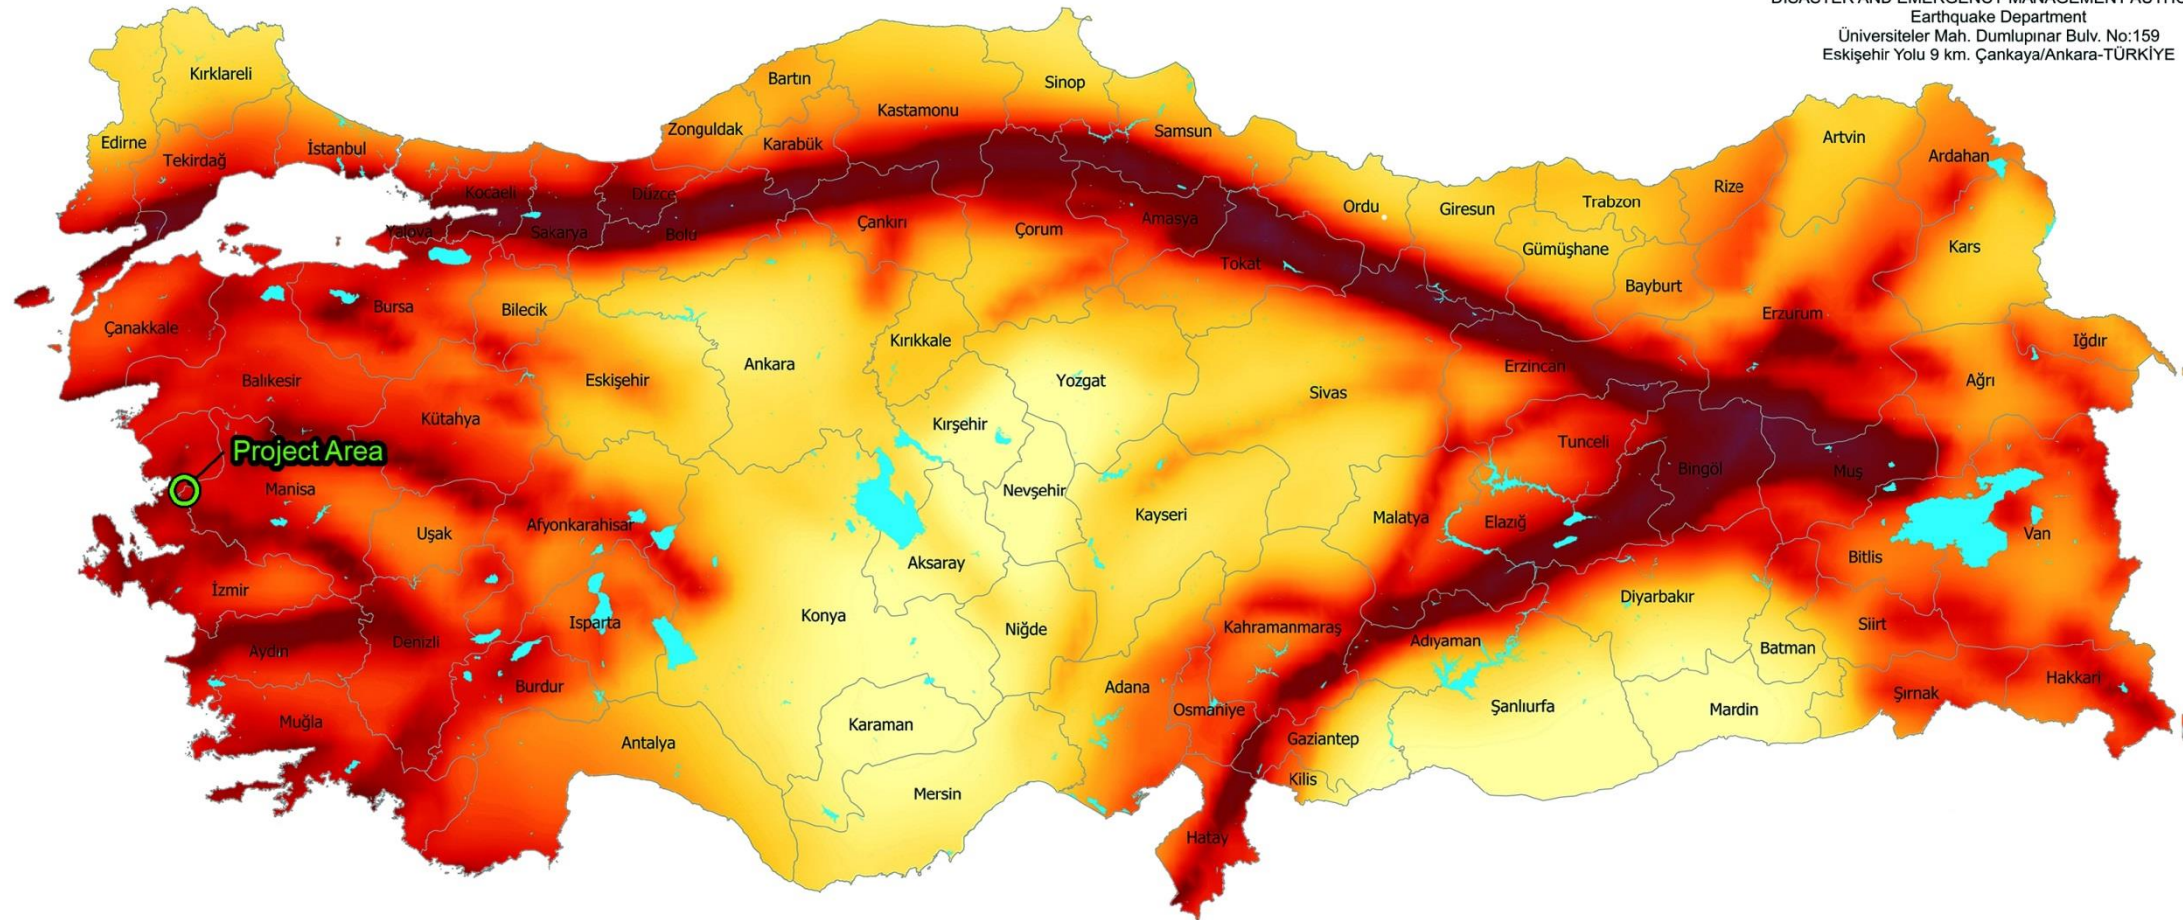 DISASTER AND EMERGENCY MANAGEMENT
Earthquake Department
Üniversiteler Mah. Dumlupınar Bulv. No:159
Eskişehir Yolu 9 km. Çankaya/Ankara-TÜRKİYE
Kırklareli
Edirne
Tekirdağ
İstanbul
Kocaeli
Yalova
Sakarya
Düzce
Bolu
Zonguldak
Bartın
Karabük
Kastamonu
Sinop
Samsun
Çankırı
Çorum
Amasya
Tokat
Ordu
Giresun
Trabzon
Rize
Artvin
Ardahan
Gümüşhane
Bayburt
Kars
Erzurum
Iğdır
Ağrı
Çanakkale
Bursa
Bilecik
Balıkesir
Kütahya
Eskişehir
Ankara
Kırıkkale
Yozgat
Sivas
Erzincan
Kırşehir
Tunceli
Bingöl
Muş
Project Area
Manisa
Uşak
Afyonkarahisar
Nevşehir
Kayseri
Malatya
Elazığ
Van
Bitlis
İzmir
Aksaray
Konya
Niğde
Isparta
Aydın
Denizli
Burdur
Kahramanmaraş
Adıyaman
Diyarbakır
Batman
Siirt
Şırnak
Hakkari
Muğla
Antalya
Karaman
Mersin
Adana
Osmaniye
Gaziantep
Kilis
Şanlıurfa
Mardin
Hatay